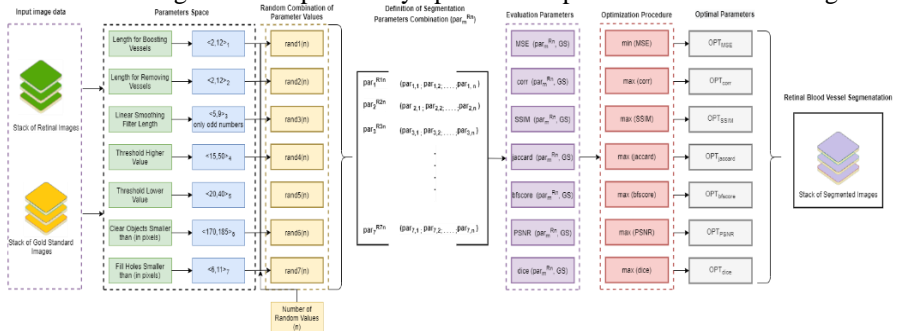 Input image data
Parameters Space
Random Combination of
Parameter Values
Definition of Segmentation
Parameters Combination (par_m^Rn)
Evaluation Parameters
Optimization Procedure
Optimal Parameters
Stack of Retinal Images
Stack of Gold Standard
Images
Length for Boosting
Vessels
<2,12>1
rand1(n)
Length for Removing
Vessels
<2,12>2
rand2(n)
Linear Smoothing
Filter Length
<5,9>3
only odd numbers
rand3(n)
Threshold Higher
Value
<15,50>4
rand4(n)
Threshold Lower
Value
<20,40>5
rand5(n)
Clear Objects Smaller
than (in pixels)
<170,185>6
rand6(n)
Fill Holes Smaller
than (in pixels)
<8,11>7
rand7(n)
Number of
Random Values
(n)
par1^R1n (par1,1 ; par1,2; ....; par1,n)
par2^R2n (par2,1; par2,2; ....; par2,n)
par3^R3n (par3,1; par3,2; ....; par3,n)
.
.
.
.
par7^R7n (par7,1 ; par7,2; ....; par7,n)
MSE (par_m^Rn, GS)
corr (par_m^Rn, GS)
SSIM (par_m^Rn, GS)
jaccard (par_m^Rn, GS)
bfscore (par_m^Rn, GS)
PSNR (par_m^Rn, GS)
dice (par_m^Rn, GS)
min (MSE)
max (corr)
max (SSIM)
max (jaccard)
max (bfscore)
max (PSNR)
max (dice)
OPT_MSE
OPT_corr
OPT_SSIM
OPT_jaccard
OPT_bfscore
OPT_PSNR
OPT_dice
Retinal Blood Vessel Segmenatation
Stack of Segmented Images